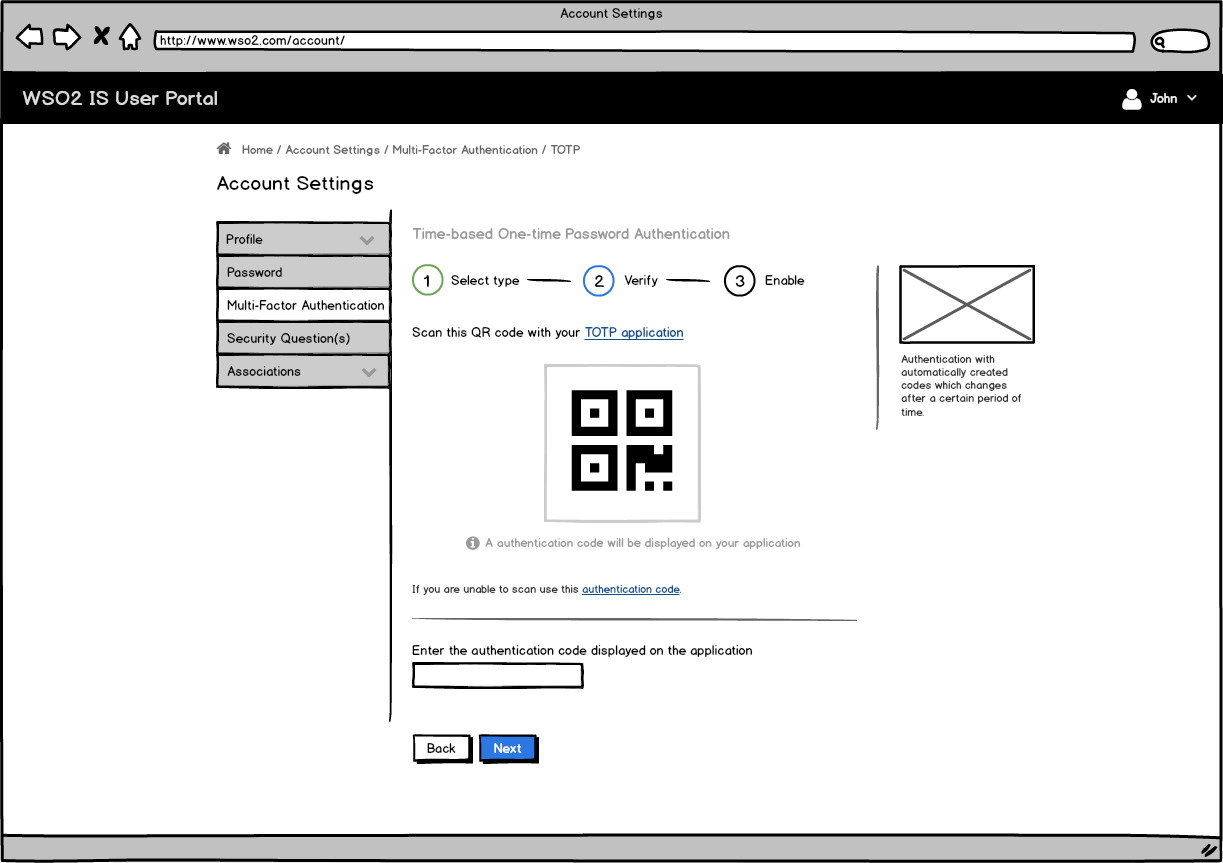 Account Settings
http://www.wso2.com/account/
WSO2 IS User Portal
John
Home / Account Settings / Multi-Factor Authentication / TOTP
Account Settings
Profile
Password
Multi-Factor Authentication
Security Question(s)
Associations
Time-based One-time Password Authentication
1 Select type 2 Verify 3 Enable
Scan this QR code with your TOTP application
A authentication code will be displayed on your application
If you are unable to scan use this authentication code.
Enter the authentication code displayed on the application
Back Next
Authentication with
automatically created
codes which changes
after a certain period of
time.